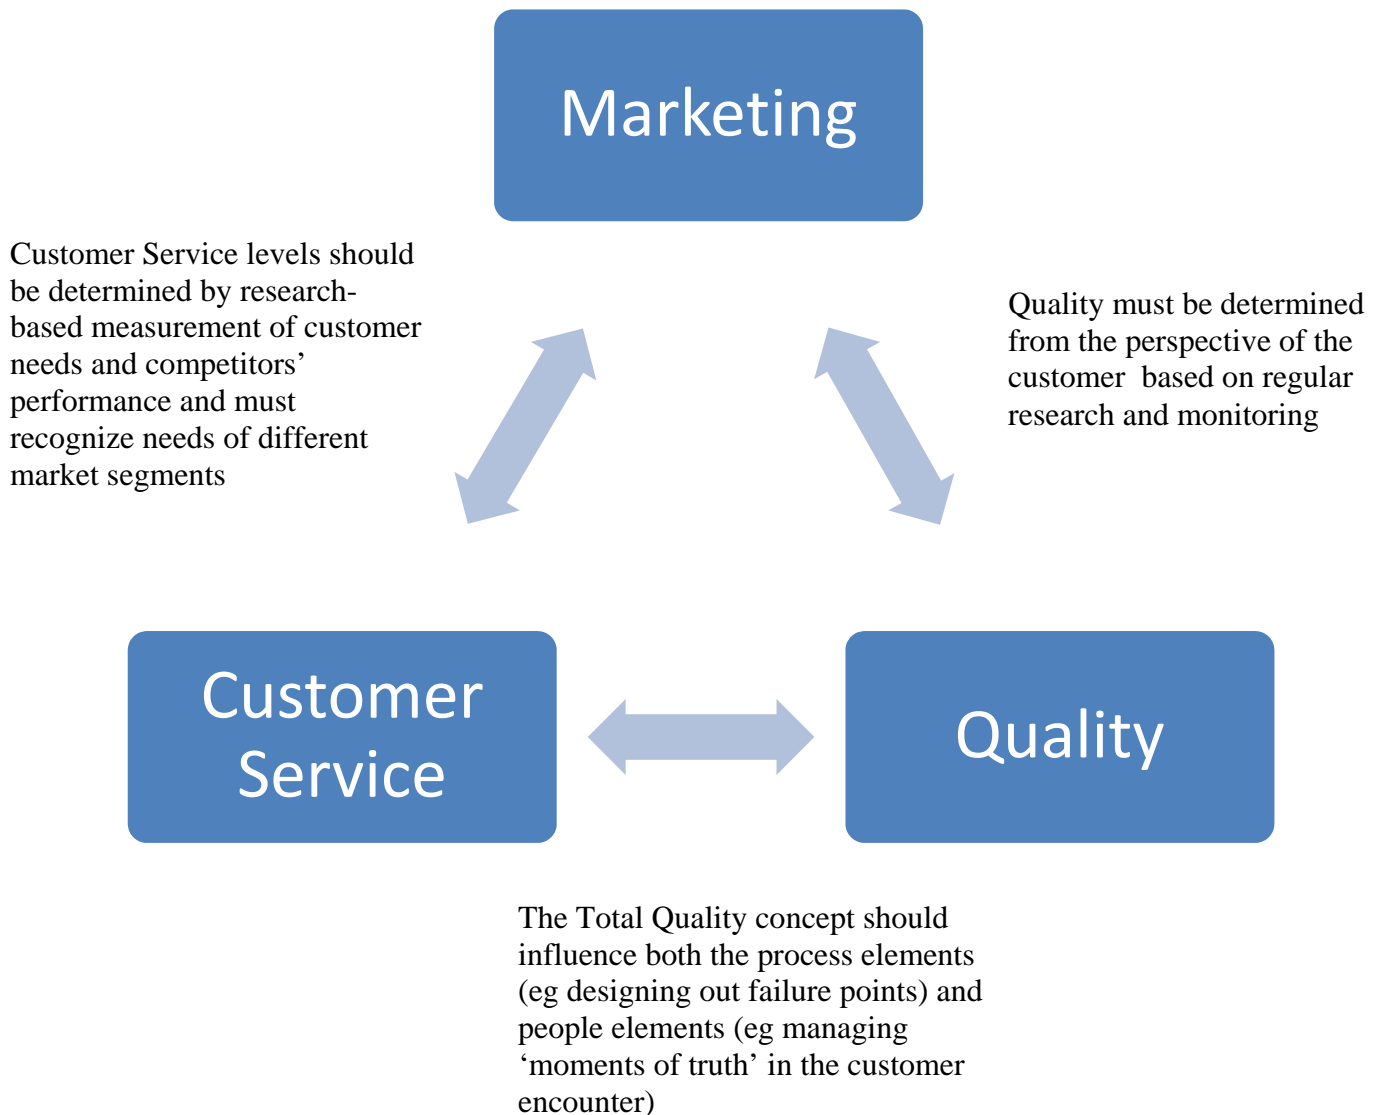 Marketing
Customer Service levels should
be determined by research-
based measurement of customer
needs and competitors’
performance and must
recognize needs of different
market segments
Quality must be determined
from the perspective of the
customer  based on regular
research and monitoring
Customer
Service
Quality
The Total Quality concept should
influence both the process elements
(eg designing out failure points) and
people elements (eg managing
‘moments of truth’ in the customer
encounter)